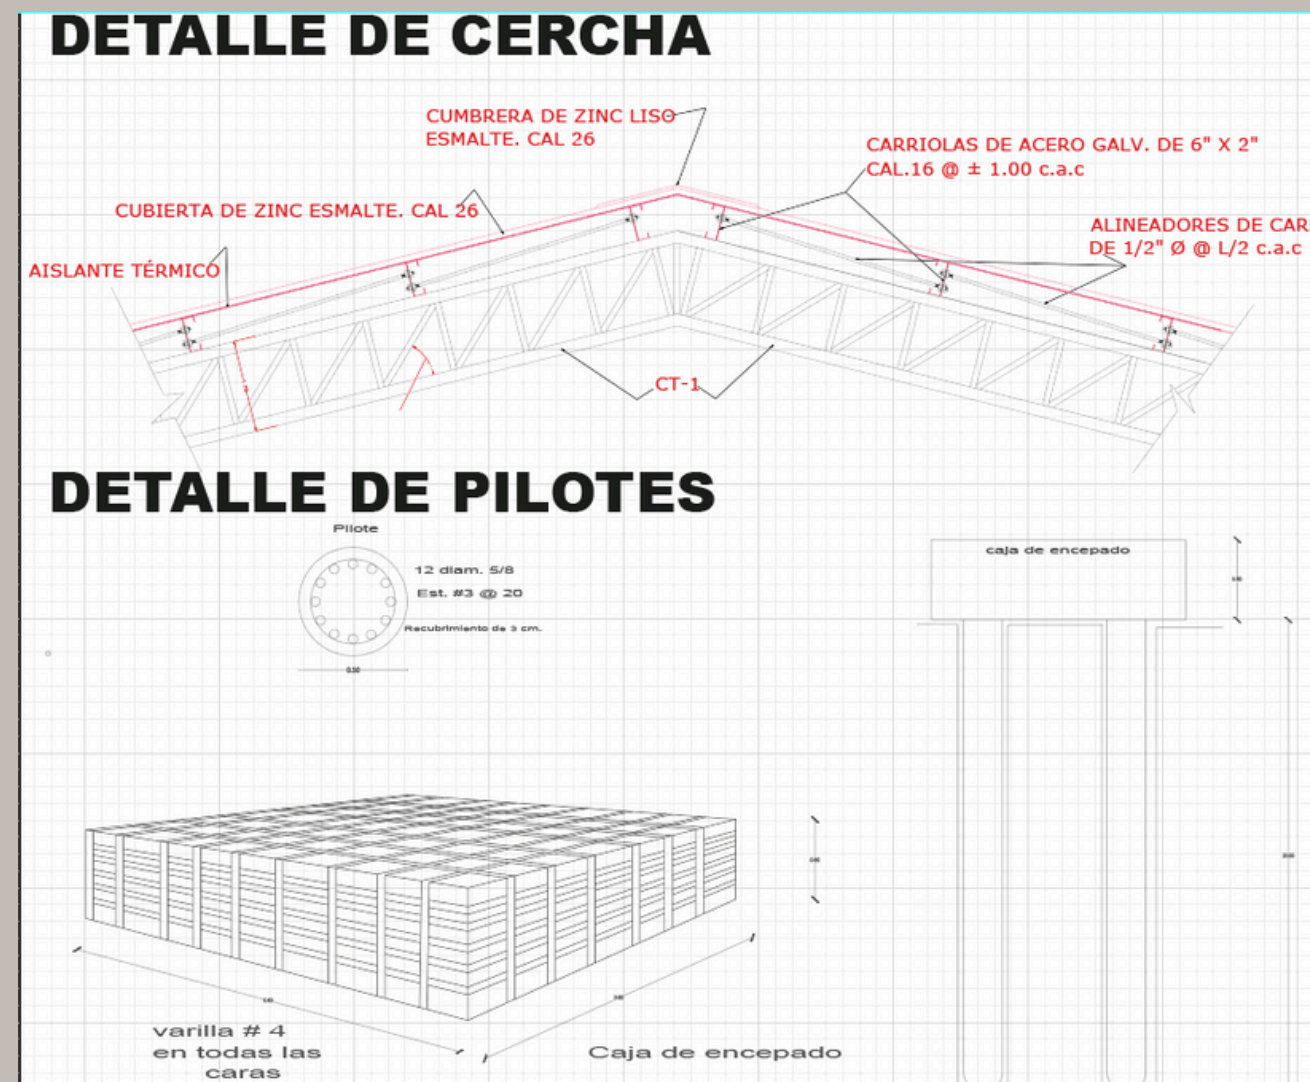 DETALLE DE CERCHA
CUMBRERA DE ZINC LISO
ESMALTE. CAL 26
CARRIOLAS DE ACERO GALV. DE 6" X 2"
CAL.16 @ ± 1.00 c.a.c
CUBIERTA DE ZINC ESMALTE. CAL 26
ALINEADORES DE CAR
DE 1/2" Ø @ L/2 c.a.c
AISLANTE TÉRMICO
CT-1
DETALLE DE PILOTES
Pilote
12 diam. 5/8
Est. #3 @ 20
Recubrimiento de 3 cm.
0.50
caja de encepado
varilla # 4
en todas las
caras
Caja de encepado